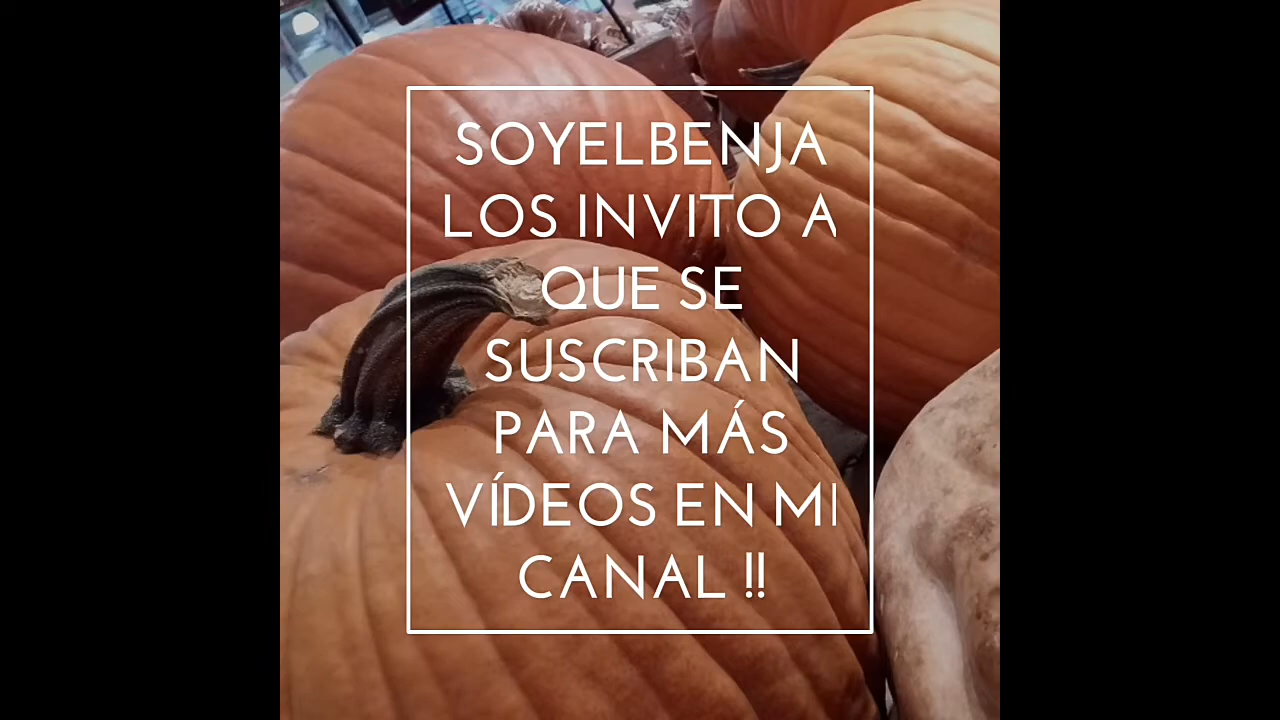 SOYELBENJA
LOS INVITO A
QUE SE
SUSCRIBAN
PARA MÁS
VÍDEOS EN MI
CANAL !!